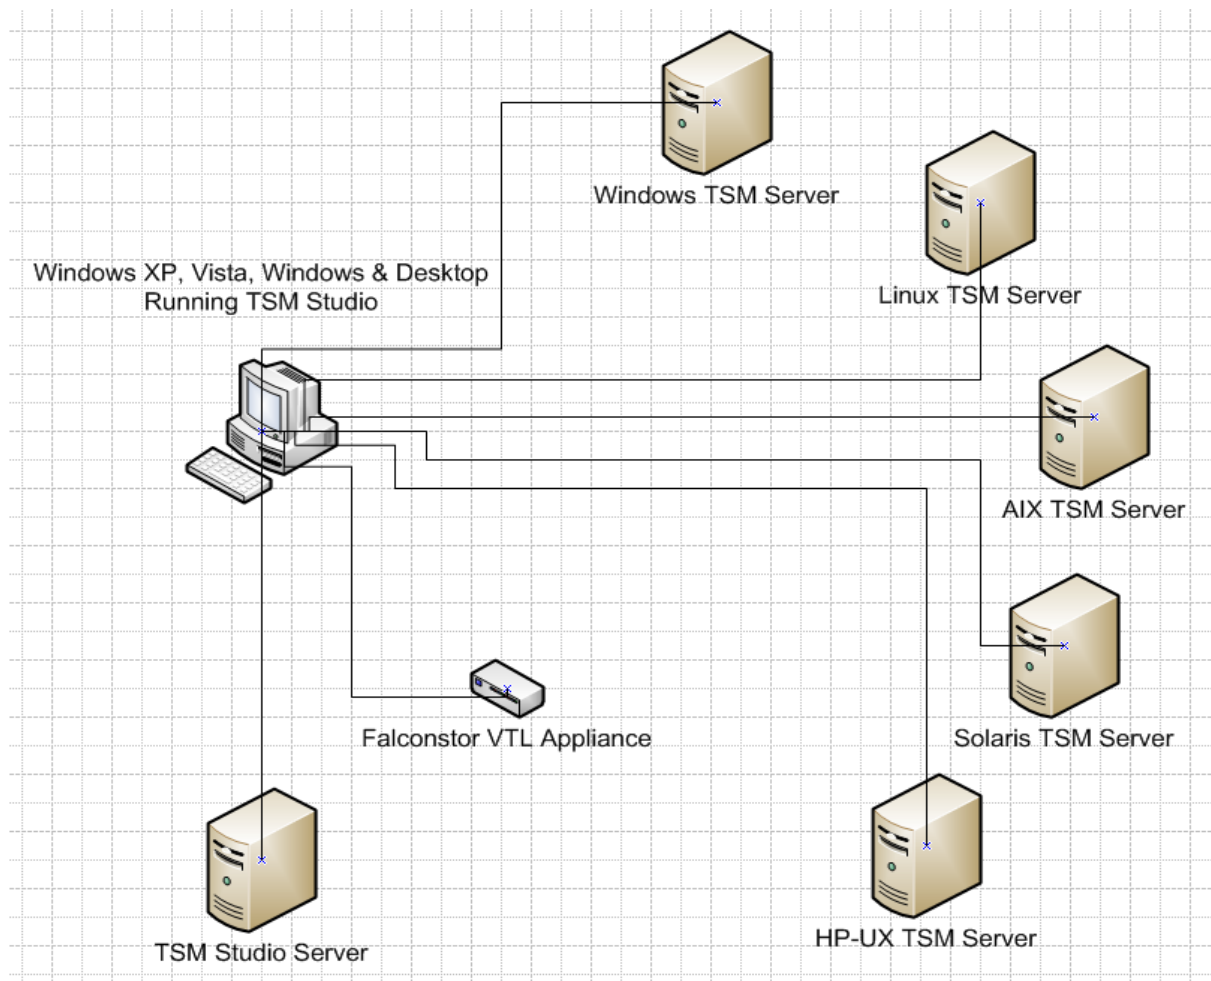 Windows TSM Server
Windows XP, Vista, Windows & Desktop
Running TSM Studio
Linux TSM Server
AIX TSM Server
Falconstor VTL Appliance
Solaris TSM Server
TSM Studio Server
HP-UX TSM Server